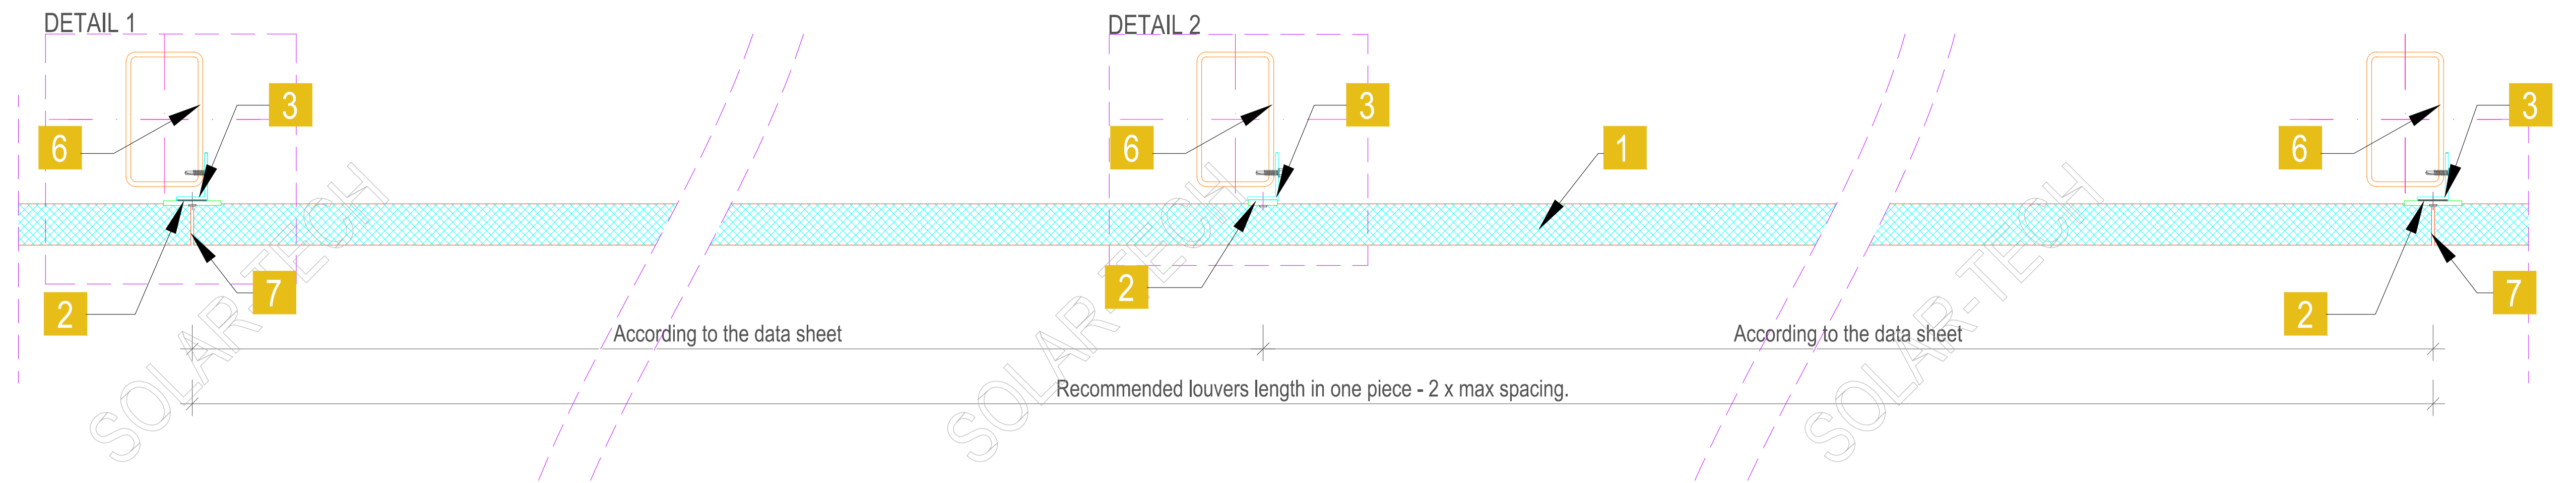 DETAIL 1
DETAIL 2
3
3
3
6
6
1
6
2
7
2
2
7
According to the data sheet
According to the data sheet
Recommended louvers length in one piece - 2 x max spacing.
SOLAR-TECH
SOLAR-TECH
SOLAR-TECH